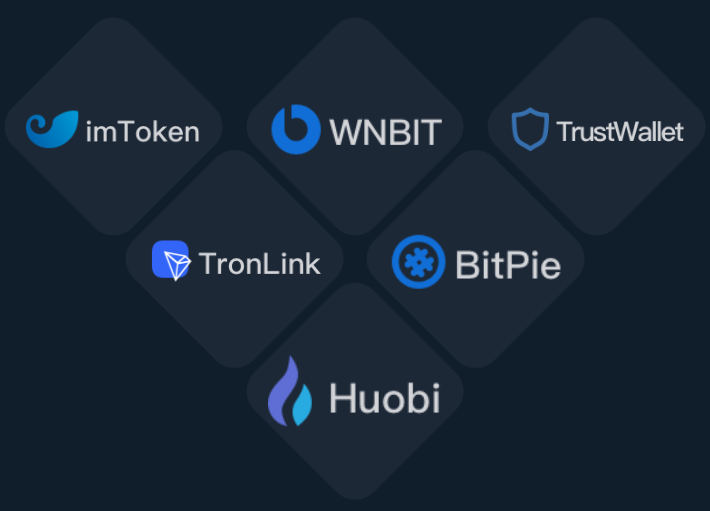 imToken
WNBIT
TrustWallet
TronLink
BitPie
Huobi